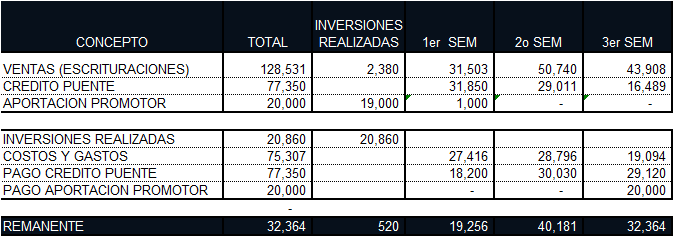 CONCEPTO TOTAL INVERSIONES REALIZADAS 1er SEM 2o SEM 3er SEM
VENTAS (ESCRITURACIONES) 128,531 2,380 31,503 50,740 43,908
CREDITO PUENTE 77,350 31,850 29,011 16,489
APORTACION PROMOTOR 20,000 19,000 1,000 - -
INVERSIONES REALIZADAS 20,860 20,860
COSTOS Y GASTOS 75,307 27,416 28,796 19,094
PAGO CREDITO PUENTE 77,350 18,200 30,030 29,120
PAGO APORTACION PROMOTOR 20,000 - - 20,000
-
REMANENTE 32,364 520 19,256 40,181 32,364